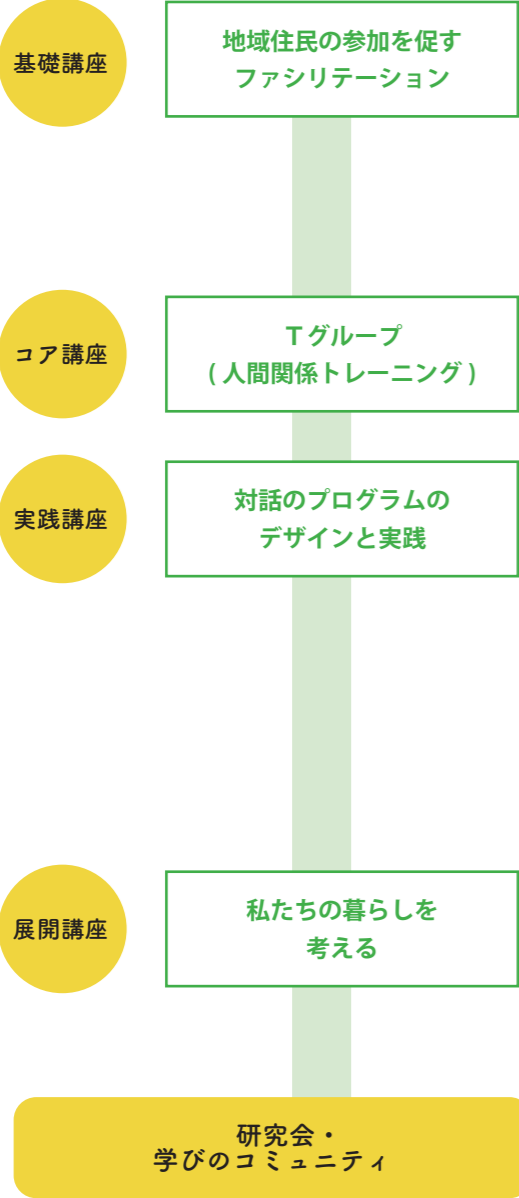 基礎講座
地域住民の参加を促す
ファシリテーション
コア講座
Tグループ
(人間関係トレーニング)
実践講座
対話のプログラムの
デザインと実践
展開講座
私たちの暮らしを
考える
研究会・
学びのコミュニティ